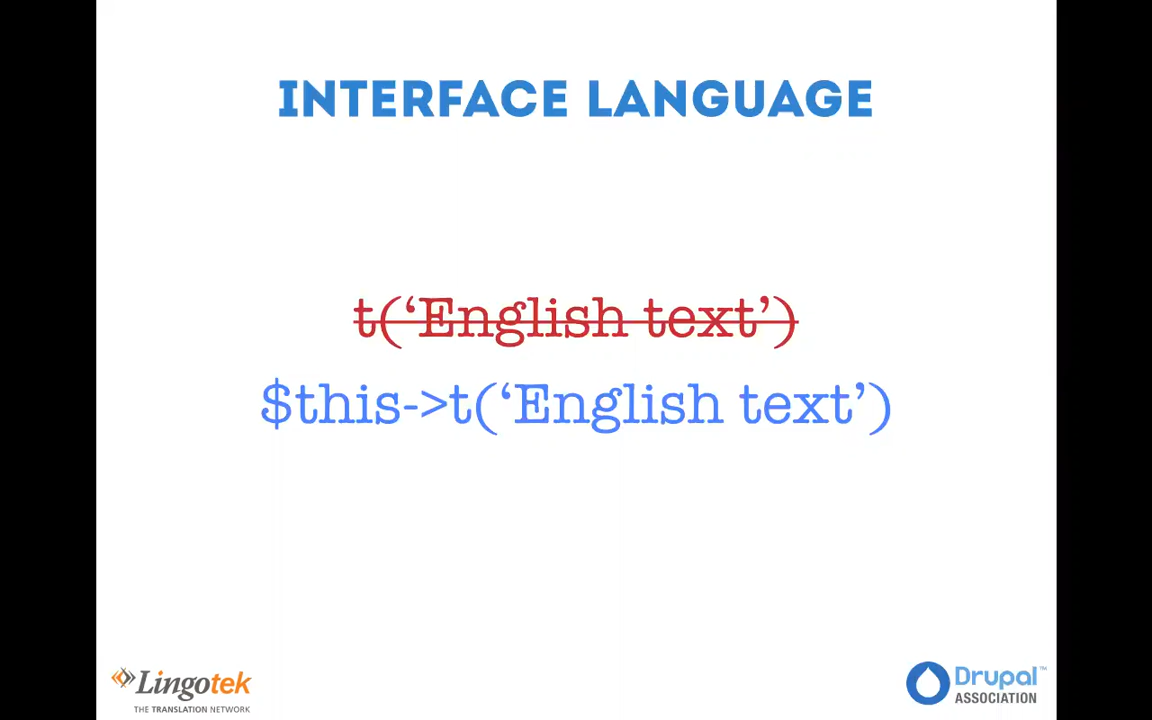 INTERFACE LANGUAGE
t(‘English text’)
$this->t(‘English text’)
Lingotek
THE TRANSLATION NETWORK
Drupal™
ASSOCIATION